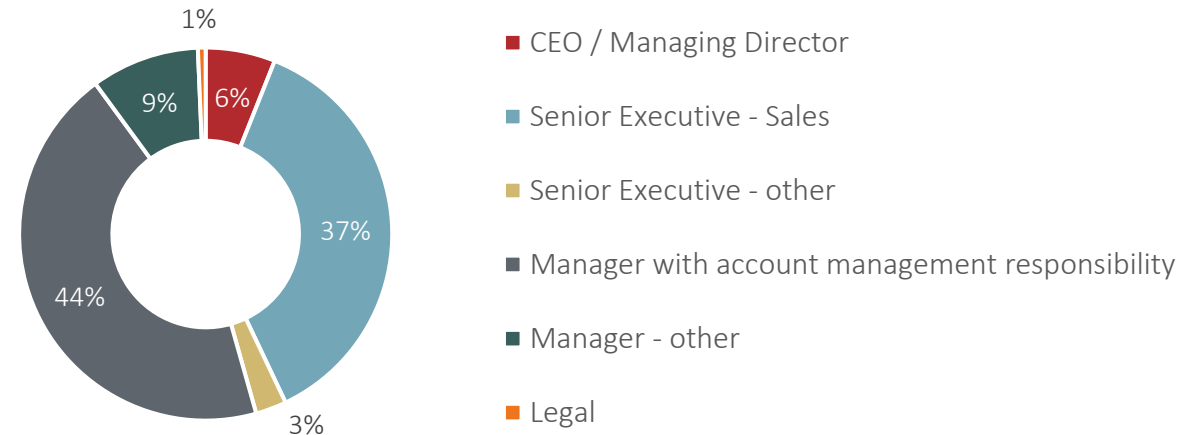 1%
6%
9%
37%
44%
3%
CEO / Managing Director
Senior Executive - Sales
Senior Executive - other
Manager with account management responsibility
Manager - other
Legal